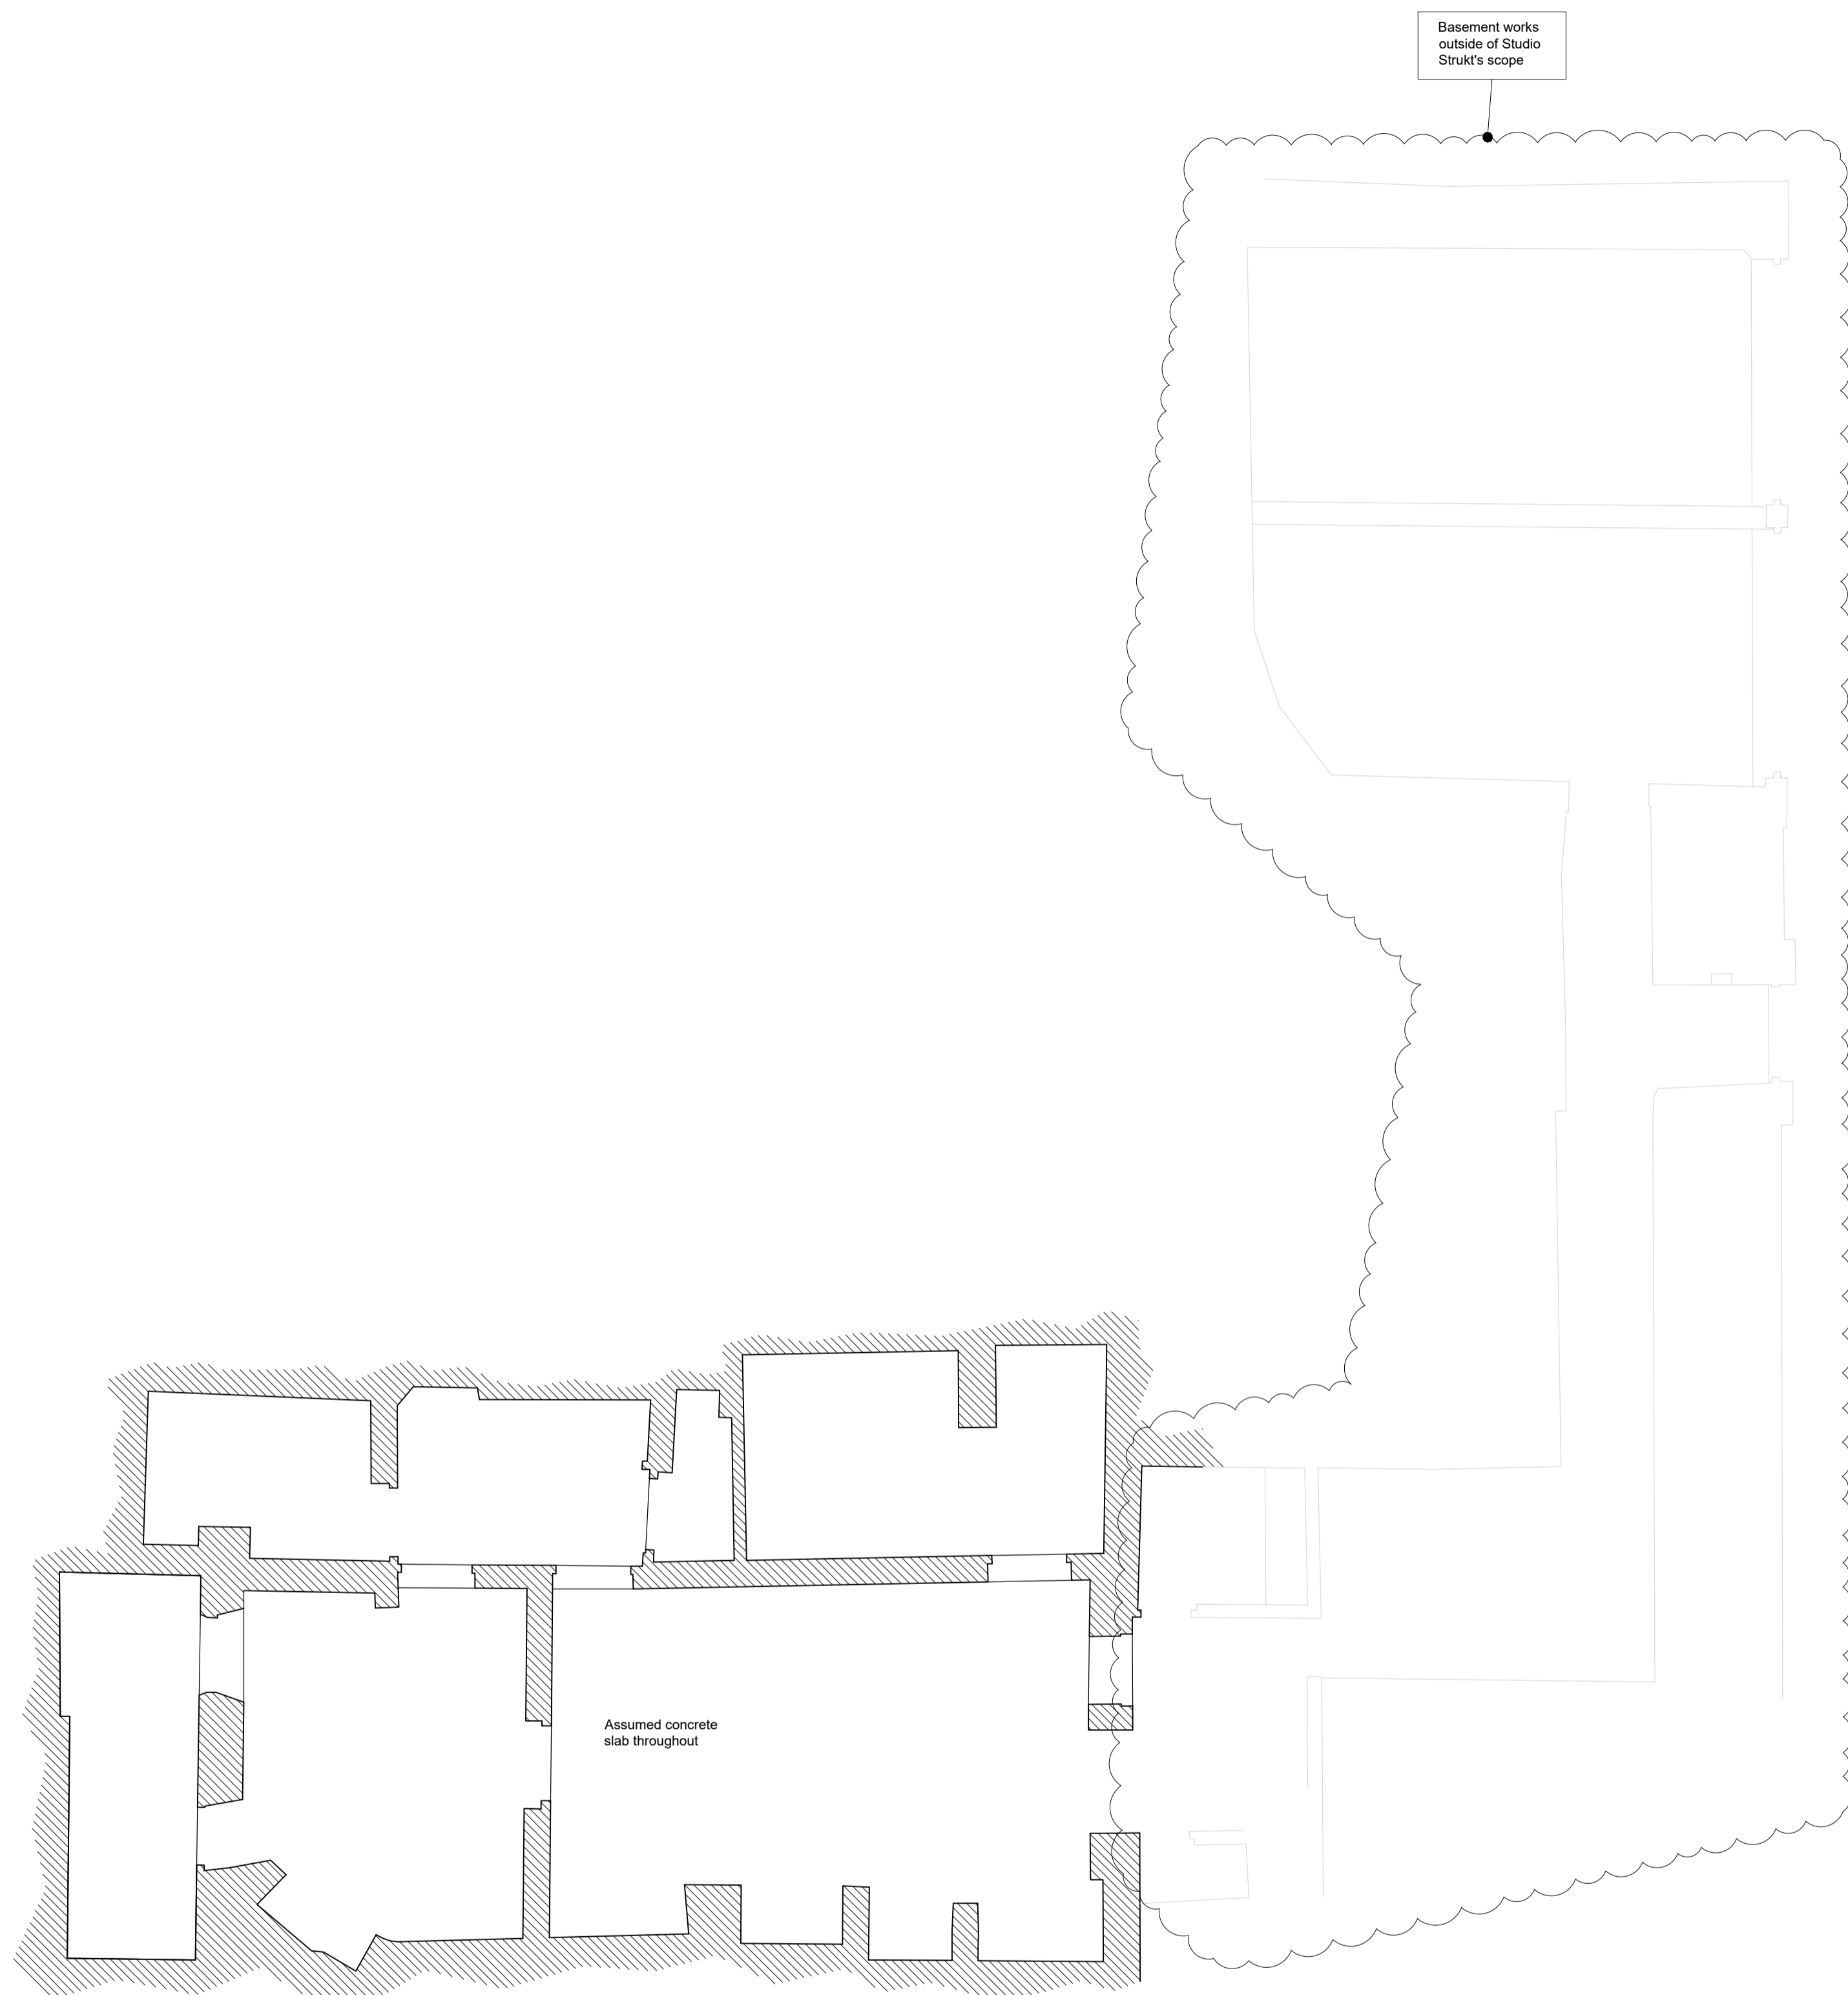 Basement works
outside of Studio
Strukt's scope
Assumed concrete
slab throughout